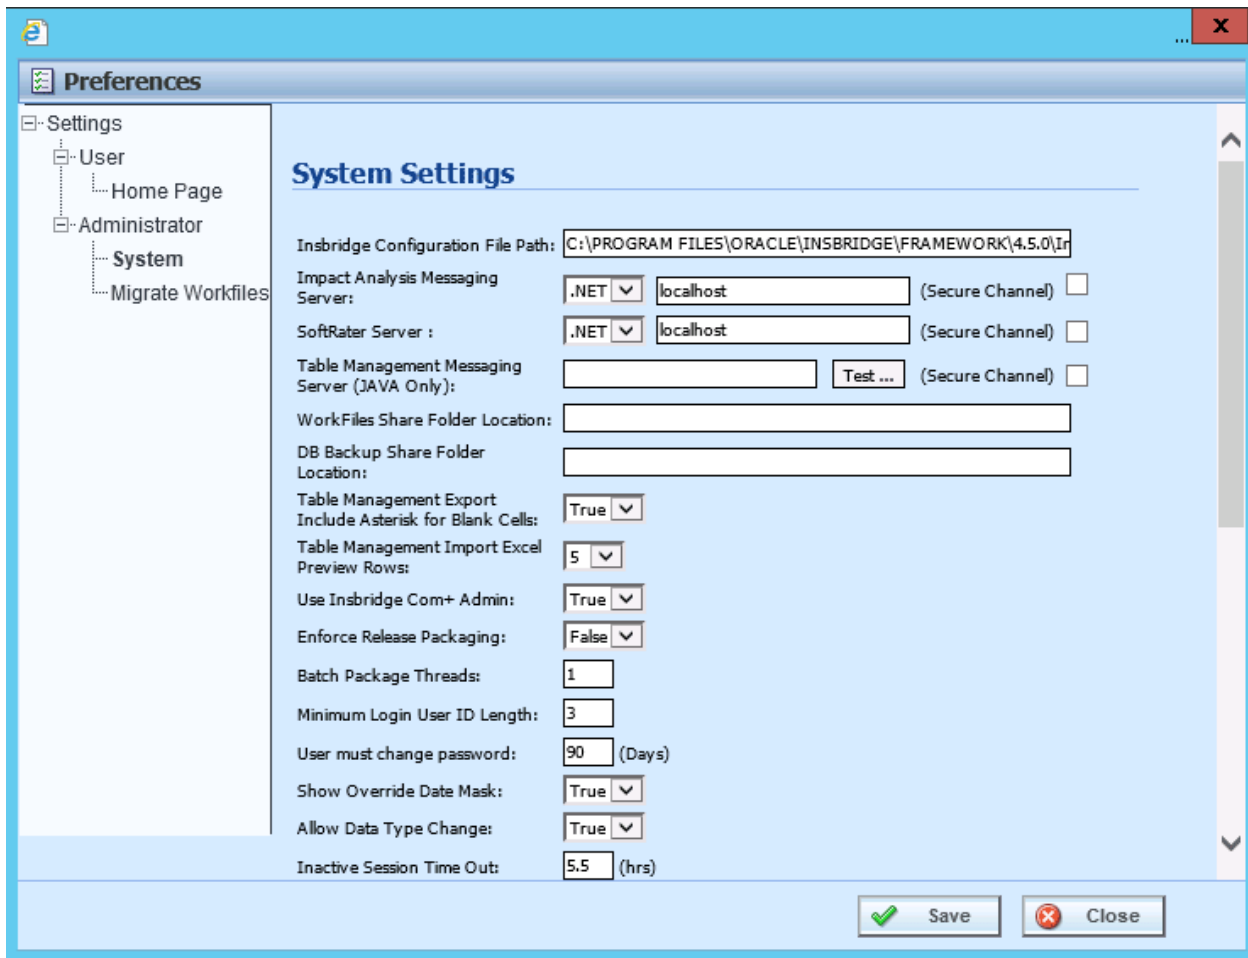 ...
X
Preferences
Settings
User
Home Page
Administrator
System
Migrate Workfiles
System Settings
Insbridge Configuration File Path: C:\PROGRAM FILES\ORACLE\INSBRIDGE\FRAMEWORK\4.5.0\In
Impact Analysis Messaging
Server: .NET localhost (Secure Channel)
SoftRater Server : .NET localhost (Secure Channel)
Table Management Messaging
Server (JAVA Only): Test ... (Secure Channel)
WorkFiles Share Folder Location:
DB Backup Share Folder
Location:
Table Management Export
Include Asterisk for Blank Cells: True
Table Management Import Excel
Preview Rows: 5
Use Insbridge Com+ Admin: True
Enforce Release Packaging: False
Batch Package Threads: 1
Minimum Login User ID Length: 3
User must change password: 90 (Days)
Show Override Date Mask: True
Allow Data Type Change: True
Inactive Session Time Out: 5.5 (hrs)
Save Close